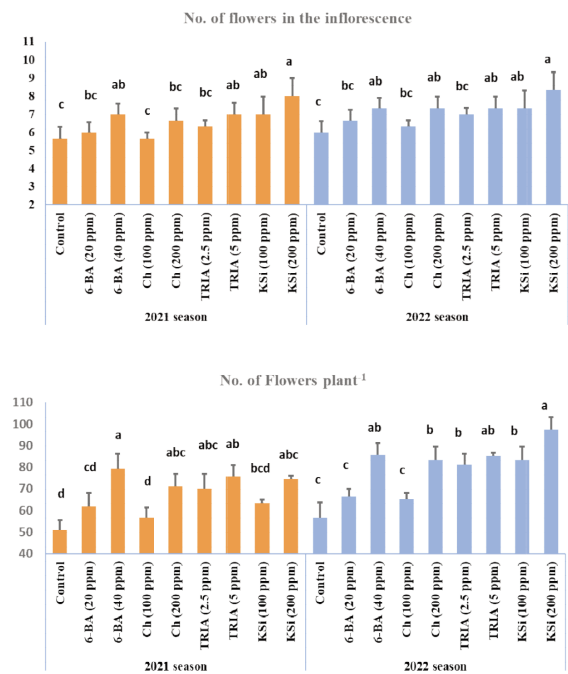 No. of flowers in the inflorescence
11
10
9
8
7
6
5
4
3
2
c
bc
ab
c
bc
bc
ab
ab
a
c
bc
ab
bc
ab
ab
ab
ab
a
Control
6-BA (20 ppm)
6-BA (40 ppm)
Ch (100 ppm)
Ch (200 ppm)
TRIA (2.5 ppm)
TRIA (5 ppm)
KSi (100 ppm)
KSi (200 ppm)
Control
6-BA (20 ppm)
6-BA (40 ppm)
Ch (100 ppm)
Ch (200 ppm)
TRIA (2.5 ppm)
TRIA (5 ppm)
KSi (100 ppm)
KSi (200 ppm)
2021 season
2022 season
No. of Flowers plant-1
110
100
90
80
70
60
50
40
d
cd
a
d
abc
abc
ab
bcd
abc
c
c
ab
c
b
b
ab
b
a
Control
6-BA (20 ppm)
6-BA (40 ppm)
Ch (100 ppm)
Ch (200 ppm)
TRIA (2.5 ppm)
TRIA (5 ppm)
KSi (100 ppm)
KSi (200 ppm)
Control
6-BA (20 ppm)
6-BA (40 ppm)
Ch (100 ppm)
Ch (200 ppm)
TRIA (2.5 ppm)
TRIA (5 ppm)
KSi (100 ppm)
KSi (200 ppm)
2021 season
2022 season